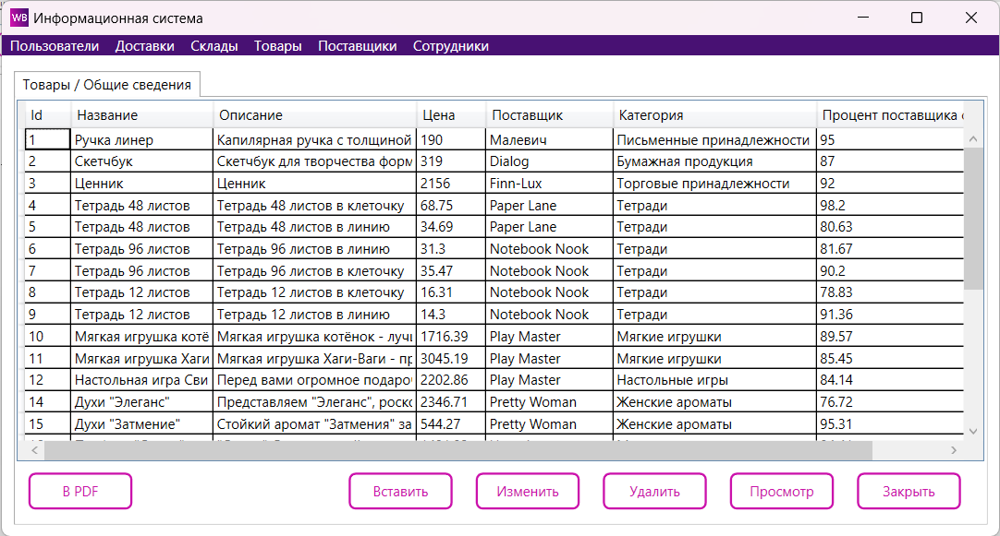 WB Информационная система
Пользователи Доставки Склады Товары Поставщики Сотрудники
Товары / Общие сведения
Id Название Описание Цена Поставщик Категория Процент поставщика
1 Ручка линер Капилярная ручка с толщиной 190 Малевич Письменные принадлежности 95
2 Скетчбук Скетчбук для творчества форм 319 Dialog Бумажная продукция 87
3 Ценник Ценник 2156 Finn-Lux Торговые принадлежности 92
4 Тетрадь 48 листов Тетрадь 48 листов в клеточку 68.75 Paper Lane Тетради 98.2
5 Тетрадь 48 листов Тетрадь 48 листов в линию 34.69 Paper Lane Тетради 80.63
6 Тетрадь 96 листов Тетрадь 96 листов в линию 31.3 Notebook Nook Тетради 81.67
7 Тетрадь 96 листов Тетрадь 96 листов в клеточку 35.47 Notebook Nook Тетради 90.2
8 Тетрадь 12 листов Тетрадь 12 листов в клеточку 16.31 Notebook Nook Тетради 78.83
9 Тетрадь 12 листов Тетрадь 12 листов в линию 14.3 Notebook Nook Тетради 91.36
10 Мягкая игрушка котё Мягкая игрушка котёнок - луч 1716.39 Play Master Мягкие игрушки 89.57
11 Мягкая игрушка Хаги Мягкая игрушка Хаги-Ваги - пр 3045.19 Play Master Мягкие игрушки 85.45
12 Настольная игра Сви Перед вами огромное подаро 2202.86 Play Master Настольные игры 84.14
14 Духи "Элеганс" Представляем "Элеганс", роско 2346.71 Pretty Woman Женские ароматы 76.72
15 Духи "Затмение" Стойкий аромат "Затмения" за 544.27 Pretty Woman Женские ароматы 95.31
В PDF Вставить Изменить Удалить Просмотр Закрыть